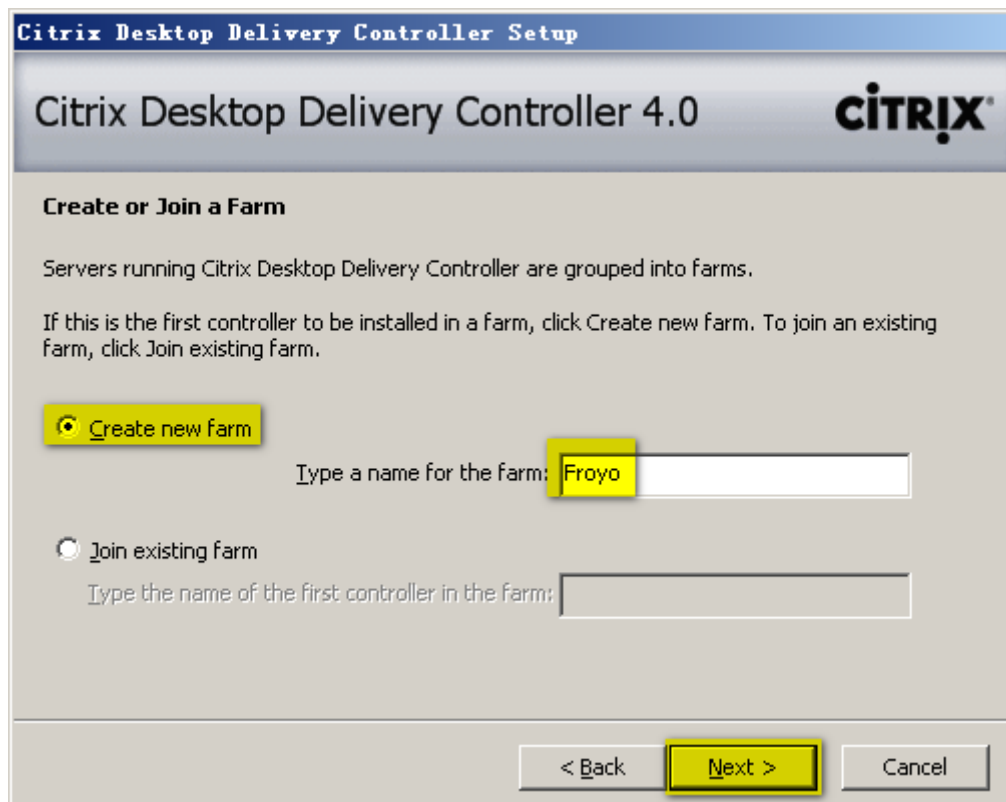 Citrix Desktop Delivery Controller Setup
Citrix Desktop Delivery Controller 4.0
CİTRIX
Create or Join a Farm
Servers running Citrix Desktop Delivery Controller are grouped into farms.
If this is the first controller to be installed in a farm, click Create new farm. To join an existing
farm, click Join existing farm.
Create new farm
Type a name for the farm: Froyo
Join existing farm
Type the name of the first controller in the farm:
< Back Next > Cancel